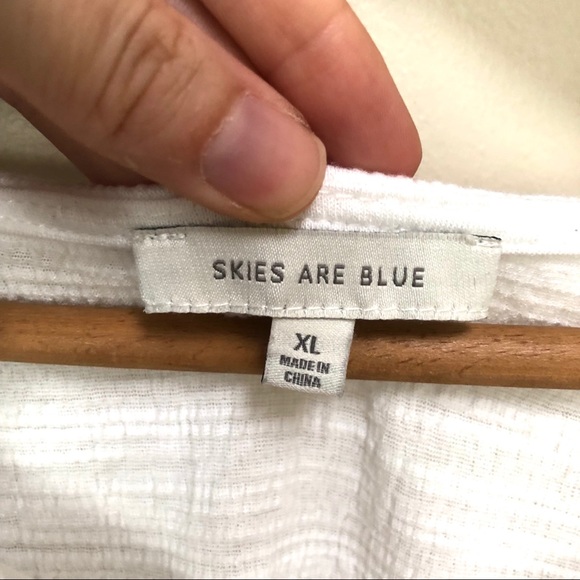 SKIES ARE BLUE
XL
MADE IN
CHINA